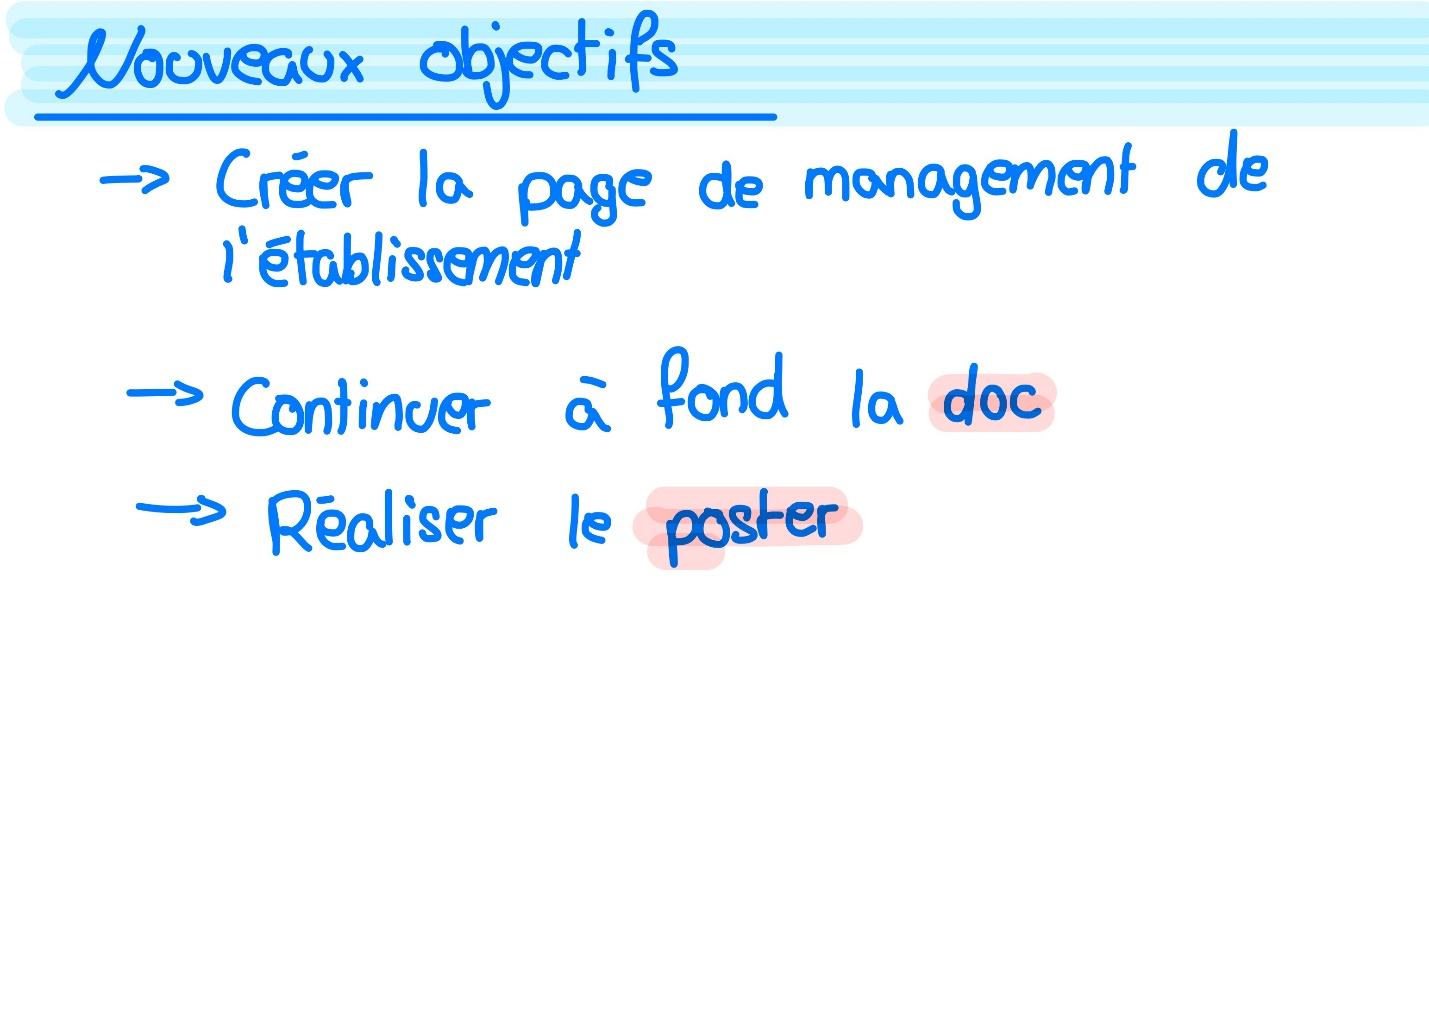 Nouveaux objectifs
→ Créer la page de management de
l'établissement
→ Continuer à fond la doc
→ Réaliser le poster